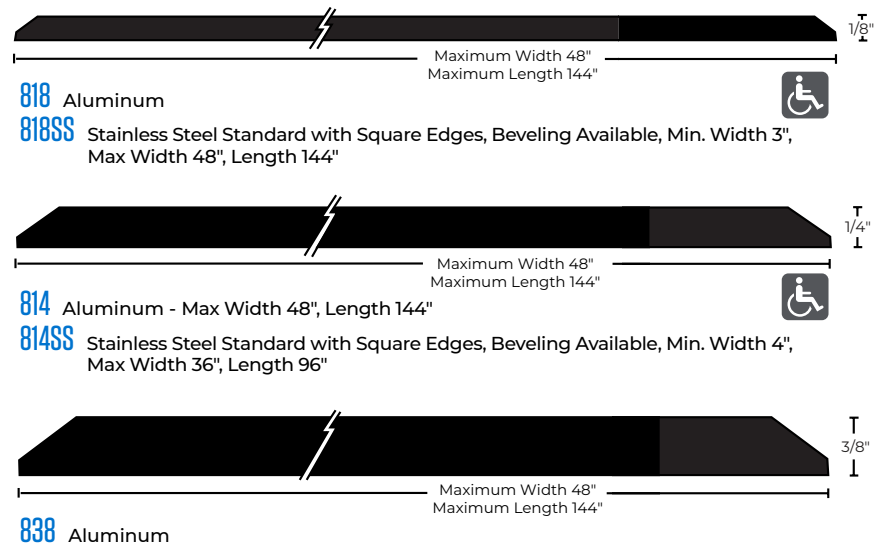 1/8"
Maximum Width 48"
Maximum Length 144"
818 Aluminum
818SS Stainless Steel Standard with Square Edges, Beveling Available, Min. Width 3",
Max Width 48", Length 144"
1/4"
Maximum Width 48"
Maximum Length 144"
814 Aluminum - Max Width 48", Length 144"
814SS Stainless Steel Standard with Square Edges, Beveling Available, Min. Width 4",
Max Width 36", Length 96"
3/8"
Maximum Width 48"
Maximum Length 144"
838 Aluminum